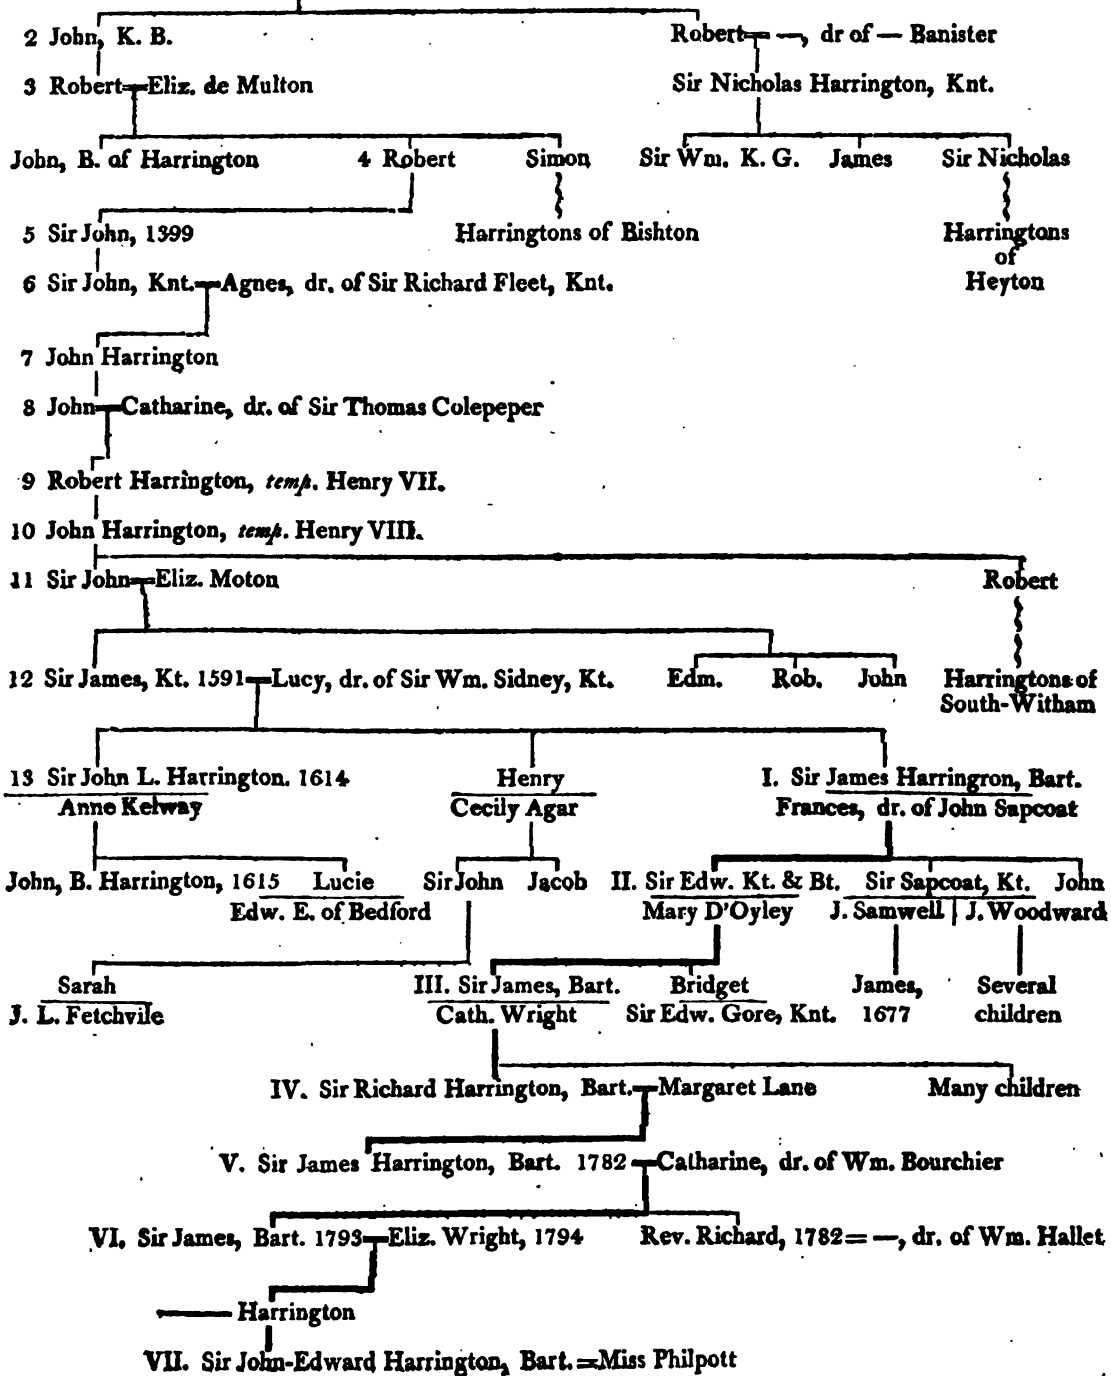 2 John, K. B. Robert=—, dr of — Banister
3 Robert=Eliz. de Multon Sir Nicholas Harrington, Knt.
John, B. of Harrington 4 Robert Simon Sir Wm. K. G. James Sir Nicholas
5 Sir John, 1399 Harringtons of Bishton Harringtons
of
6 Sir John, Knt.=Agnes, dr. of Sir Richard Fleet, Knt. Heyton
7 John Harrington
8 John=Catharine, dr. of Sir Thomas Colepeper
9 Robert Harrington, temp. Henry VII.
10 John Harrington, temp. Henry VIII.
11 Sir John=Eliz. Moton Robert
12 Sir James, Kt. 1591=Lucy, dr. of Sir Wm. Sidney, Kt. Edm. Rob. John Harringtons of
South-Witham
13 Sir John L. Harrington. 1614 Henry I. Sir James Harringron, Bart.
Anne Kelway Cecily Agar Frances, dr. of John Sapcoat
John, B. Harrington, 1615 Lucie Sir John Jacob II. Sir Edw. Kt. & Bt. Sir Sapcoat, Kt. John
Edw. E. of Bedford Mary D'Oyley J. Samwell | J. Woodward
Sarah III. Sir James, Bart. Bridget James, Several
J. L. Fetchvile Cath. Wright Sir Edw. Gore, Knt. 1677 children
IV. Sir Richard Harrington, Bart.=Margaret Lane Many children
V. Sir James Harrington, Bart. 1782=Catharine, dr. of Wm. Bourchier
VI. Sir James, Bart. 1793=Eliz. Wright, 1794 Rev. Richard, 1782=—, dr. of Wm. Hallet
— Harrington
VII. Sir John-Edward Harrington, Bart.=Miss Philpott